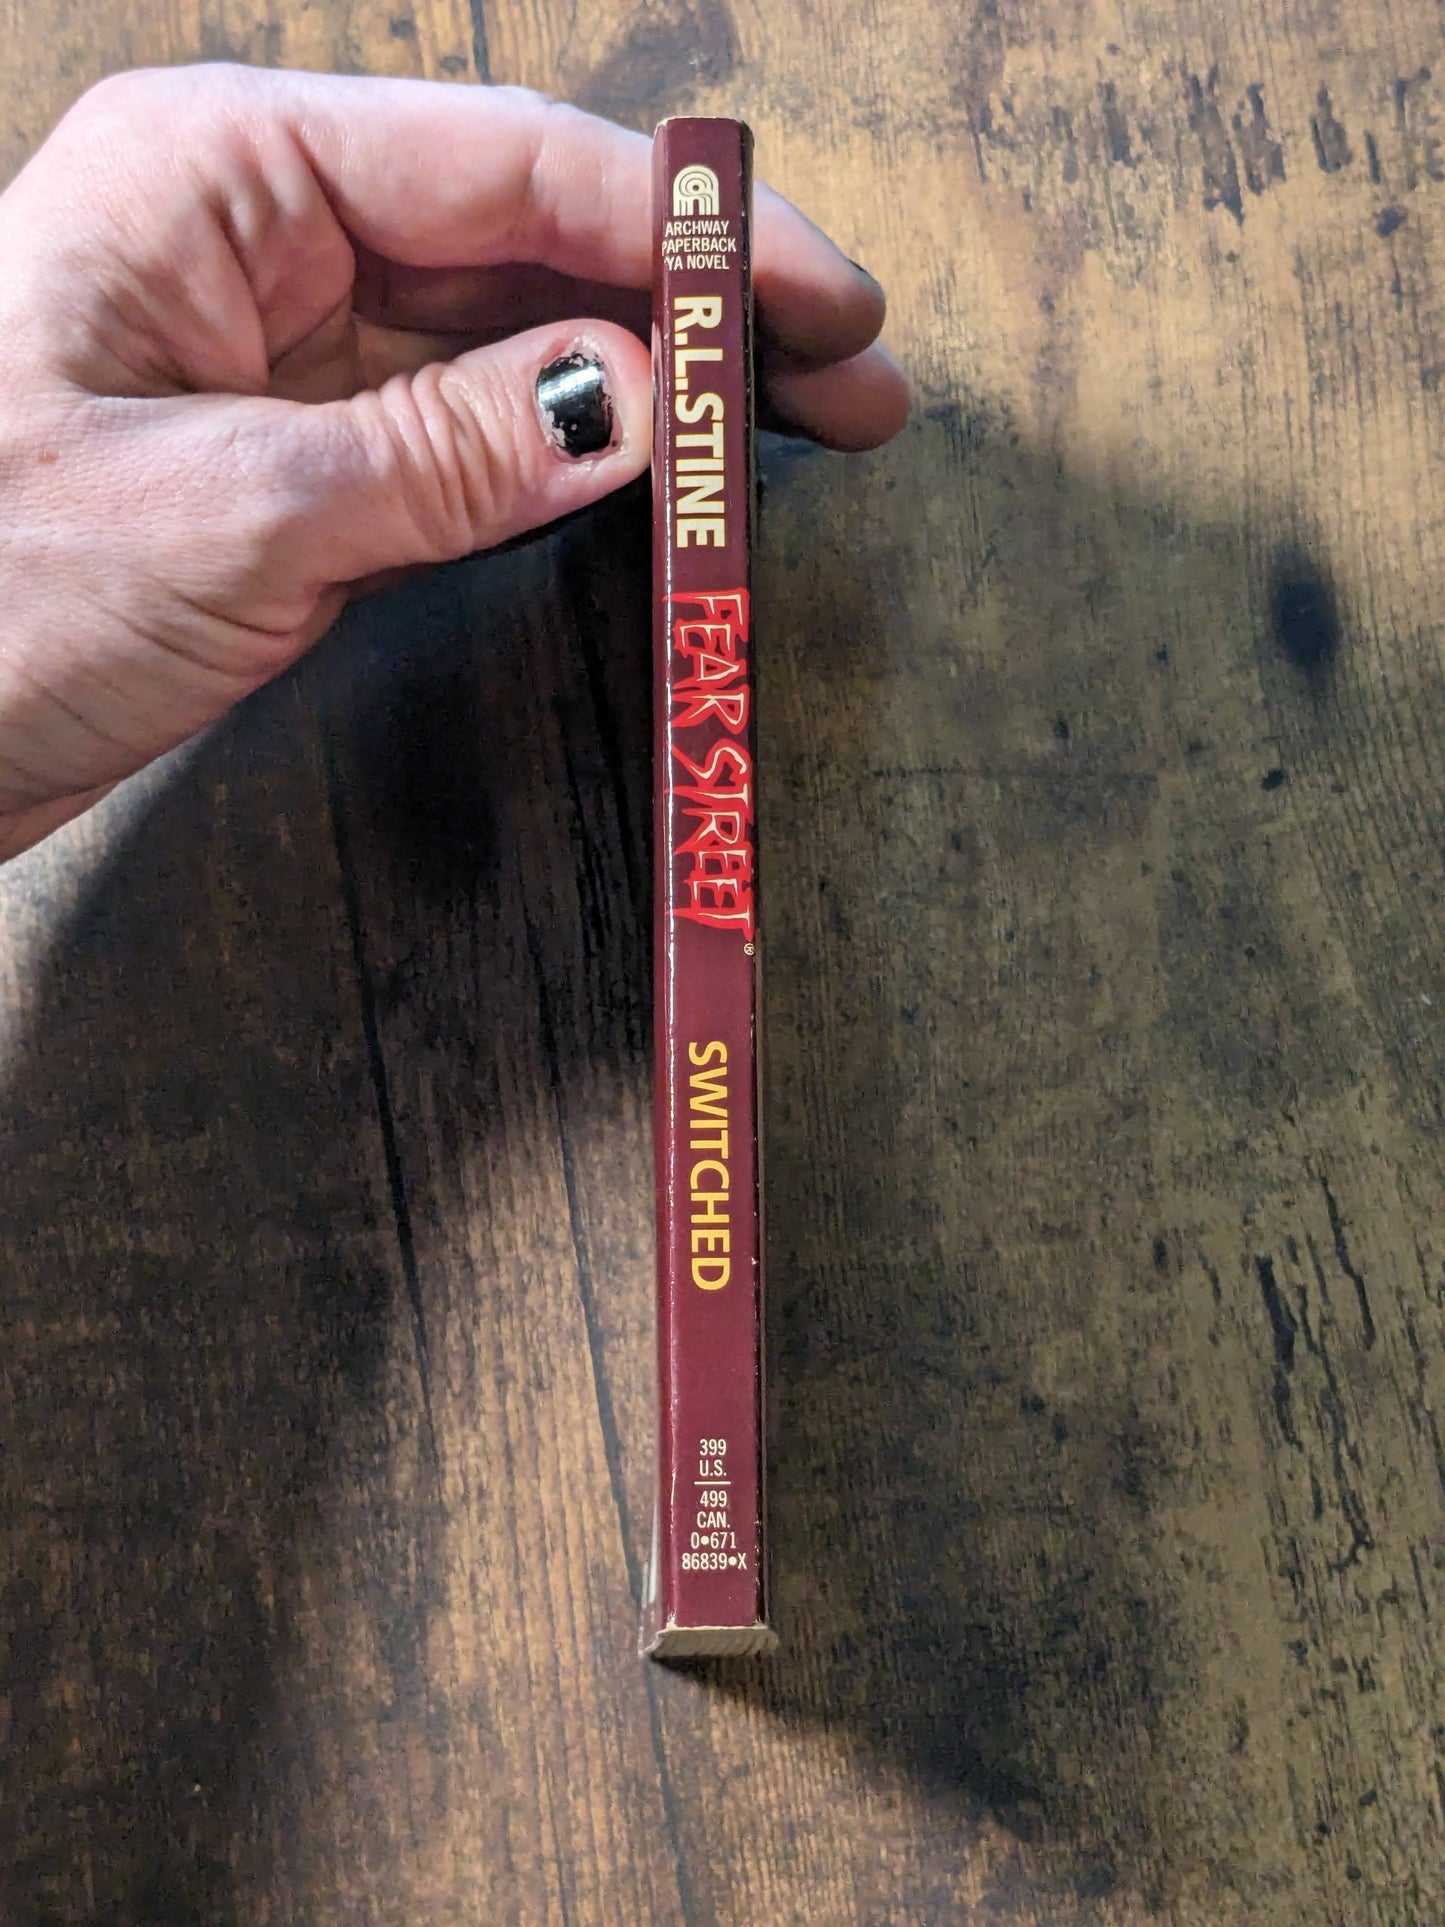 ARCHWAY
PAPERBACK
YA NOVEL
R.L.STINE
FEAR STREET®
SWITCHED
399
U.S.
499
CAN.
0•671
86839•X